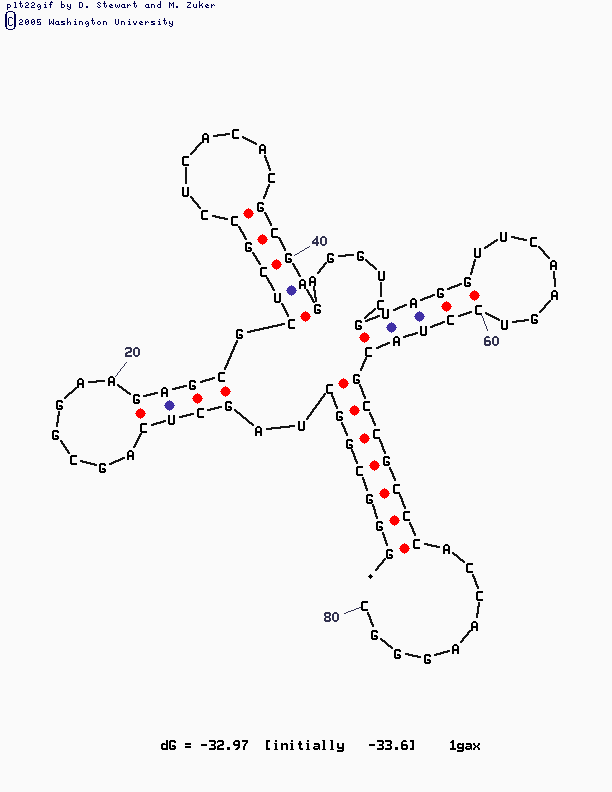 plt22gif by D. Stewart and M. Zuker
©2005 Washington University
GGGCGGCUAGCUCAGCGGAAGAGCGCUCGCCUCACACGCGAGAGGUCGUAGGUUCAAGUCCUACGCCGCCCACCAAGGGC
20
40
60
80
dG = -32.97 [initially -33.6] 1gax